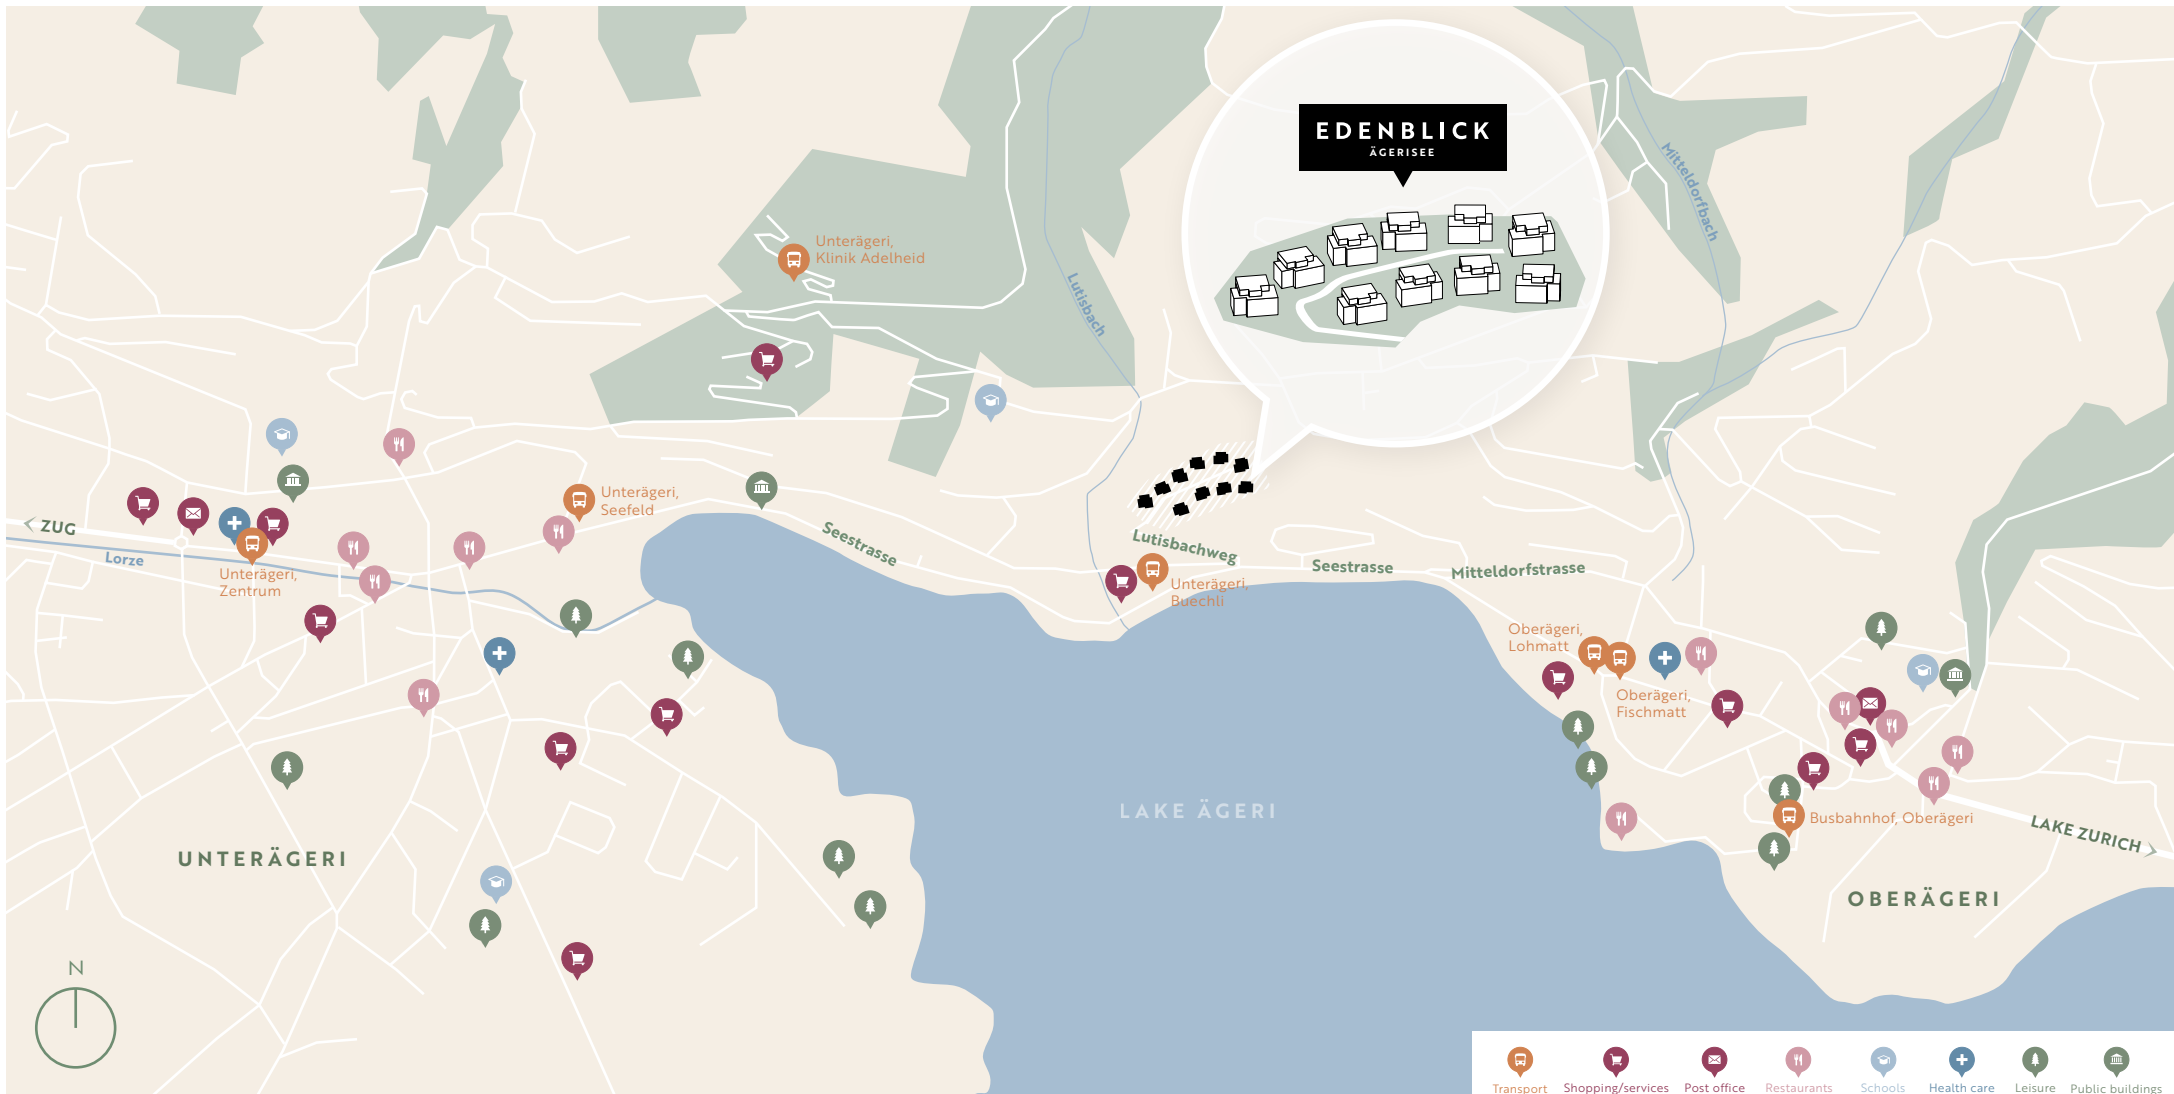 EDENBLICK
ÄGERISEE
Mitteldorfbach
Unterägeri,
Klinik Adelheid
Lutisbach
Unterägeri,
Seefeld
ZUG
Lorze
Unterägeri,
Zentrum
Seestrasse
Lutisbachweg
Seestrasse
Mitteldorfstrasse
Unterägeri,
Buechli
Oberägeri,
Lohmatt
Oberägeri,
Fischmatt
LAKE ÄGERI
Busbahnhof, Oberägeri
LAKE ZURICH
UNTERÄGERI
OBERÄGERI
N
Transport
Shopping/services
Post office
Restaurants
Schools
Health care
Leisure
Public buildings